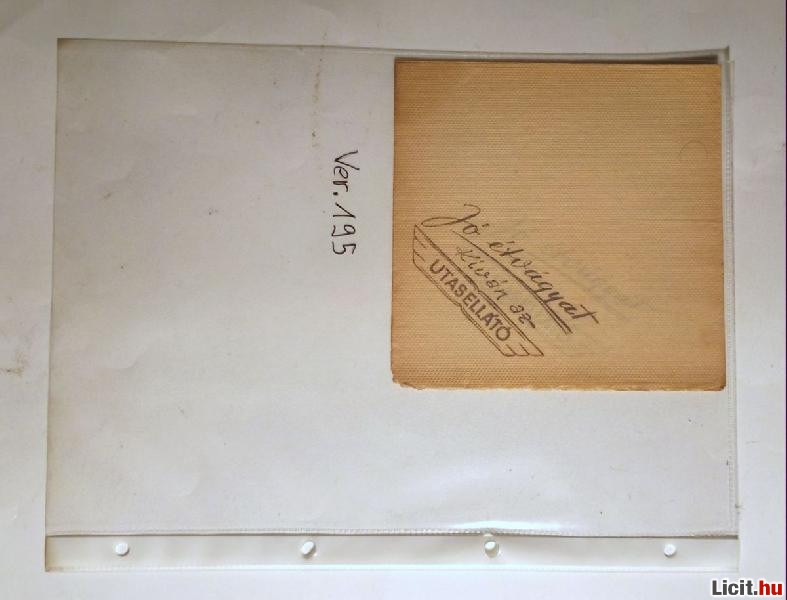 Ver. 195
Jó étvágyat
Kíván az
UTASELLÁTÓ
Licit.hu